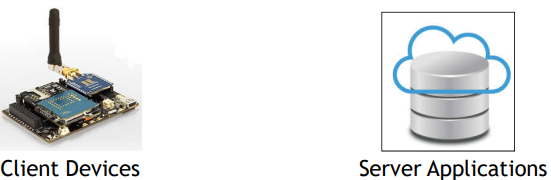 Client Devices
Server Applications